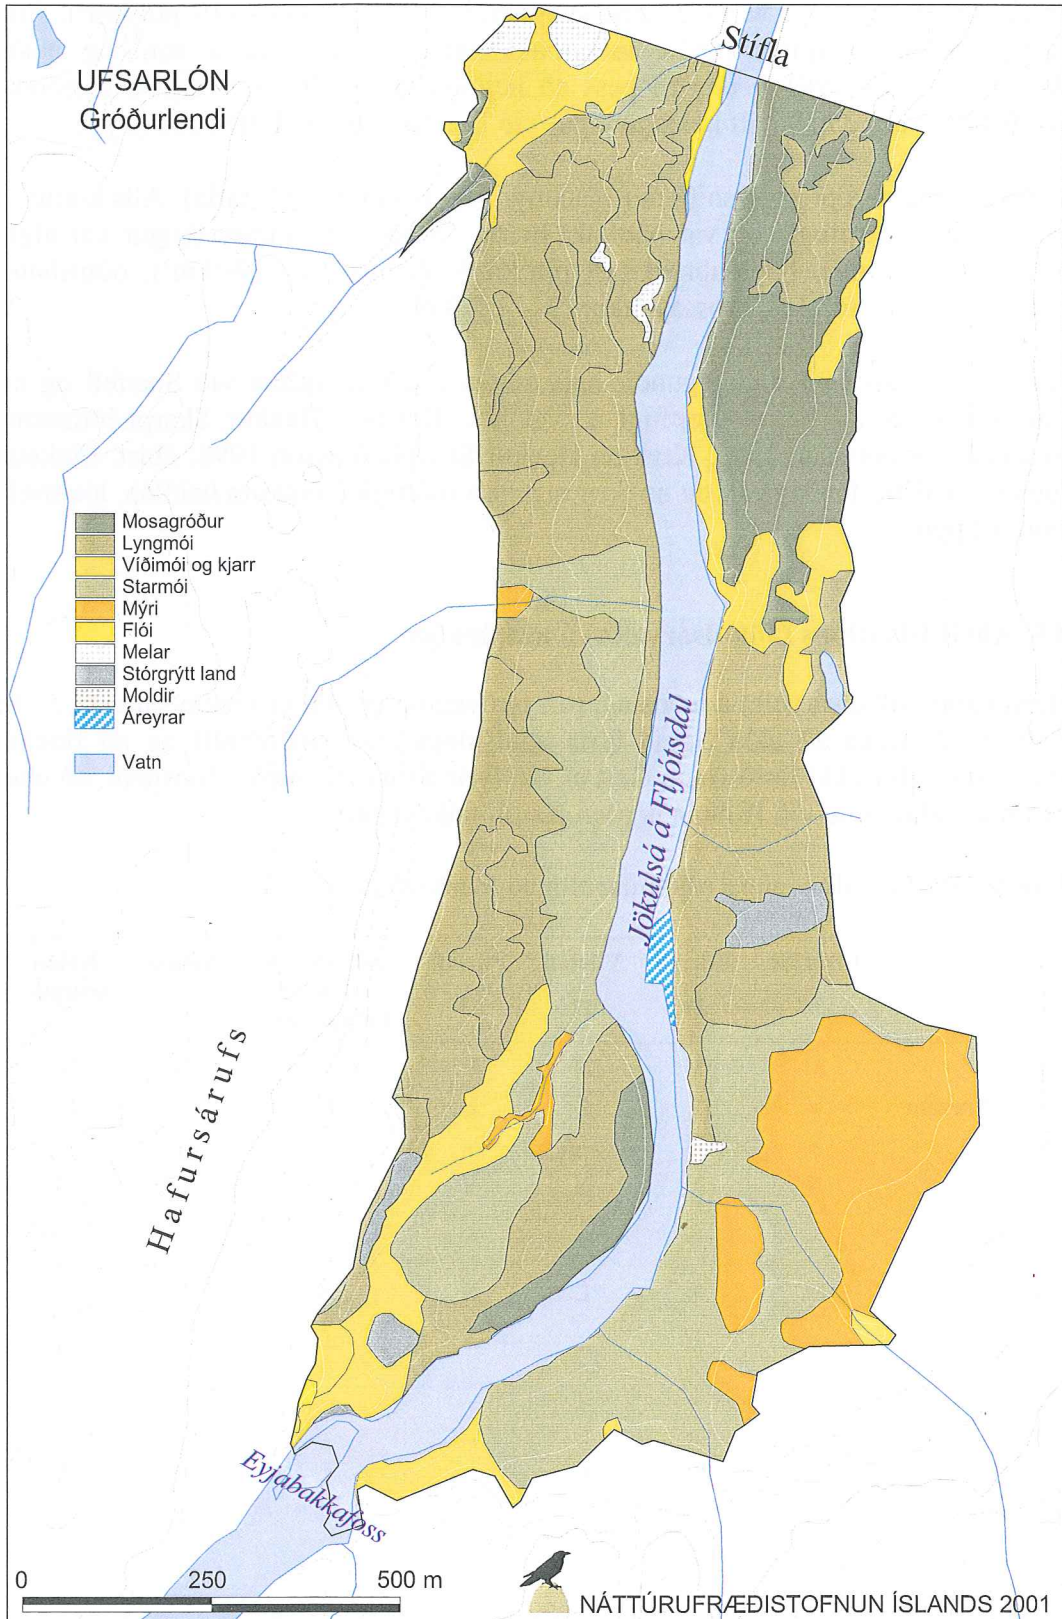 UFSARLÓN
Gróðurlendi
Stífla
Mosagróður
Lyngmói
Víðimói og kjarr
Starmói
Mýri
Flói
Melar
Stórgrýtt land
Moldir
Áreyrar
Vatn
Jökulsá á Fljótsdal
Hafursárufs
Eyjabakkafoss
0 250 500 m
NÁTTÚRUFRÆÐISTOFNUN ÍSLANDS 2001